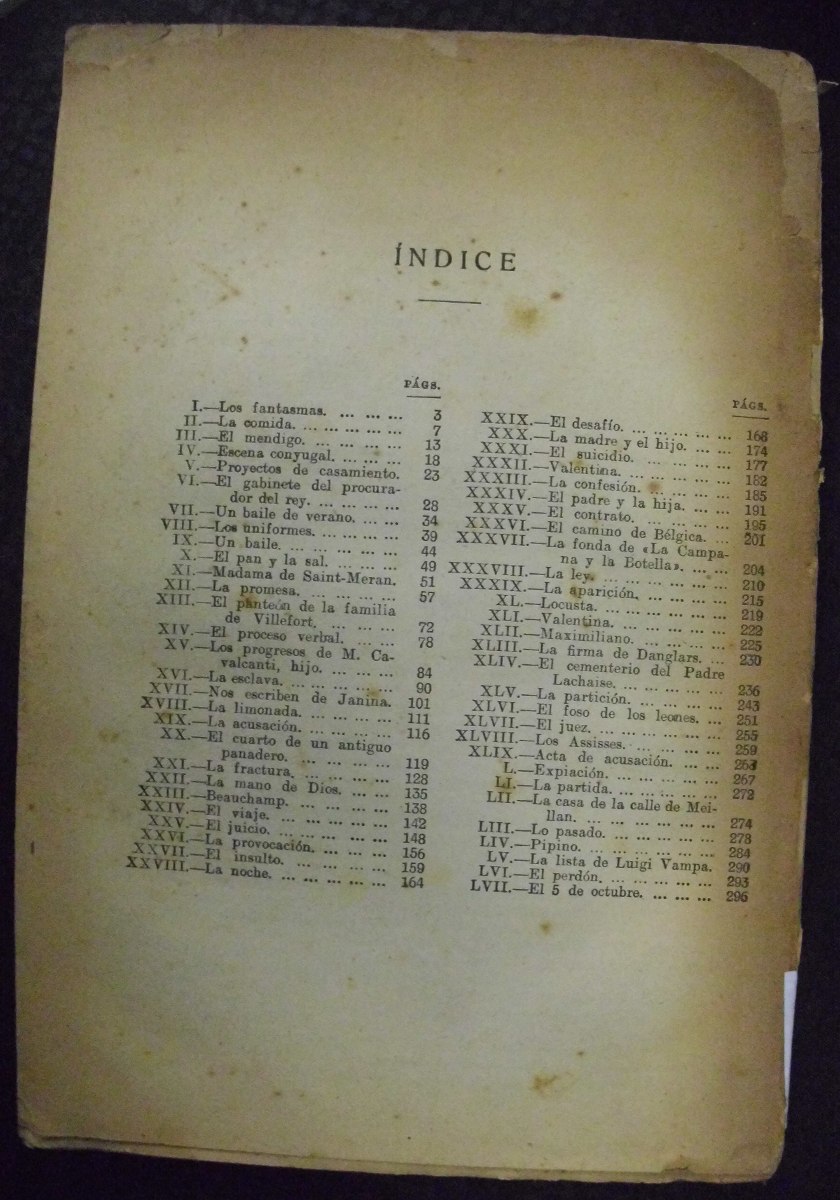 ÍNDICE
PÁGS.
I.—Los fantasmas. ... ... ... 3
II.—La comida. ... ... ... ... 7
III.—El mendigo. ... ... ... ... 13
IV.—Escena conyugal. ... ... ... 18
V.—Proyectos de casamiento. 23
VI.—El gabinete del procura-
dor del rey. ... ... ... ... 28
VII.—Un baile de verano. ... ... 34
VIII.—Los uniformes. ... ... ... ... 39
IX.—Un baile. ... ... ... ... ... 44
X.—El pan y la sal. ... ... ... 49
XI.—Madama de Saint-Meran. 51
XII.—La promesa. ... ... ... ... 57
XIII.—El panteón de la familia
de Villefort. ... ... ... ... 72
XIV.—El proceso verbal. ... ... 78
XV.—Los progresos de M. Ca-
valcanti, hijo. ... ... ... 84
XVI.—La esclava. ... ... ... ... 90
XVII.—Nos escriben de Janina. 101
XVIII.—La limonada. ... ... ... ... 111
XIX.—La acusación. ... ... ... ... 116
XX.—El cuarto de un antiguo
panadero. ... ... ... ... 119
XXI.—La fractura. ... ... ... ... 128
XXII.—La mano de Dios. ... ... 135
XXIII.—Beauchamp. ... ... ... ... 138
XXIV.—El viaje. ... ... ... ... ... 142
XXV.—El juicio. ... ... ... ... ... 148
XXVI.—La provocación. ... ... ... 156
XXVII.—El insulto. ... ... ... ... 159
XXVIII.—La noche. ... ... ... ... ... 164
PÁGS.
XXIX.—El desafío. ... ... ... ... ... 168
XXX.—La madre y el hijo. ... ... 174
XXXI.—El suicidio. ... ... ... ... 177
XXXII.—Valentina. ... ... ... ... ... 182
XXXIII.—La confesión. ... ... ... ... 185
XXXIV.—El padre y la hija. ... ... 191
XXXV.—El contrato. ... ... ... ... 195
XXXVI.—El camino de Bélgica. ... 201
XXXVII.—La fonda de «La Campa-
na y la Botella». ... ... 204
XXXVIII.—La ley. ... ... ... ... ... 210
XXXIX.—La aparición. ... ... ... ... 215
XL.—Locusta. ... ... ... ... ... 219
XLI.—Valentina. ... ... ... ... ... 222
XLII.—Maximiliano. ... ... ... ... 225
XLIII.—La firma de Danglars. ... 230
XLIV.—El cementerio del Padre
Lachaise. ... ... ... ... ... 236
XLV.—La partición. ... ... ... ... 243
XLVI.—El foso de los leones. ... 251
XLVII.—El juez. ... ... ... ... ... 255
XLVIII.—Los Assisses. ... ... ... ... 259
XLIX.—Acta de acusación. ... ... 263
L.—Expiación. ... ... ... ... ... 267
LI.—La partida. ... ... ... ... 272
LII.—La casa de la calle de Mei-
llan. ... ... ... ... ... ... 274
LIII.—Lo pasado. ... ... ... ... ... 278
LIV.—Pipino. ... ... ... ... ... ... 284
LV.—La lista de Luigi Vampa. 290
LVI.—El perdón. ... ... ... ... ... 293
LVII.—El 5 de octubre. ... ... ... 296